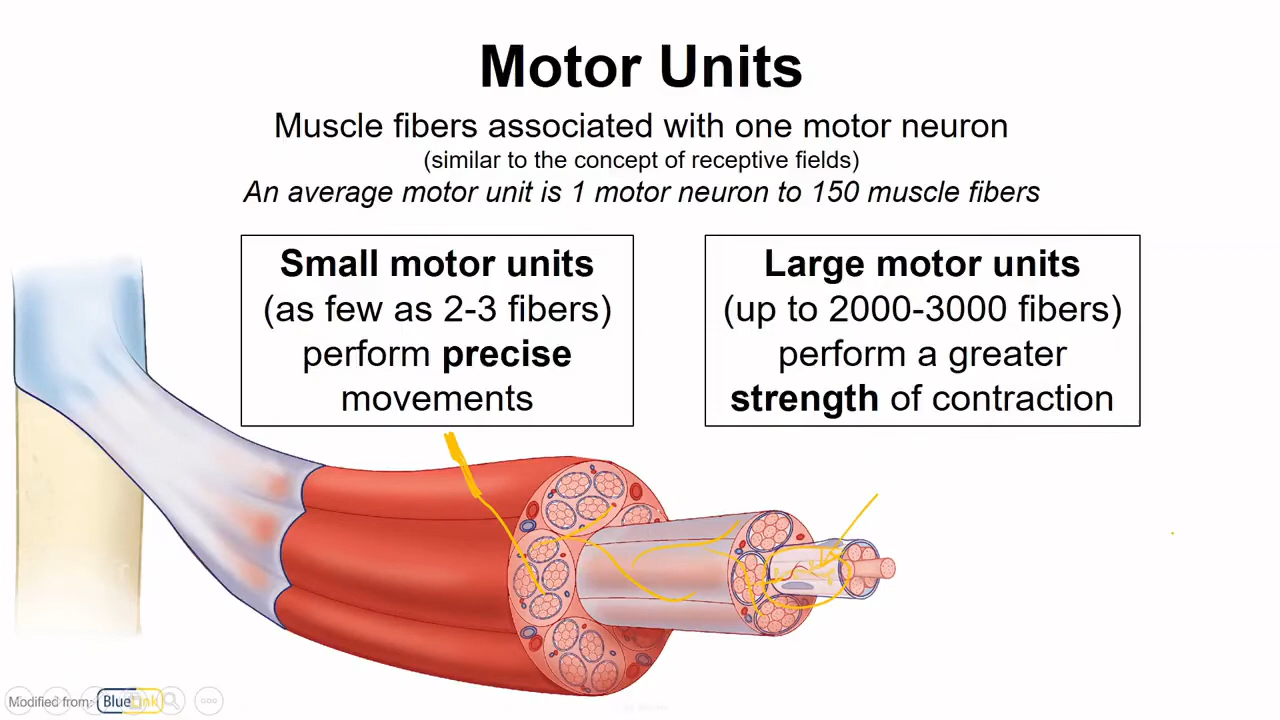 Motor Units
Muscle fibers associated with one motor neuron
(similar to the concept of receptive fields)
An average motor unit is 1 motor neuron to 150 muscle fibers
Small motor units
(as few as 2-3 fibers)
perform precise
movements
Large motor units
(up to 2000-3000 fibers)
perform a greater
strength of contraction
Modified from: BlueLink